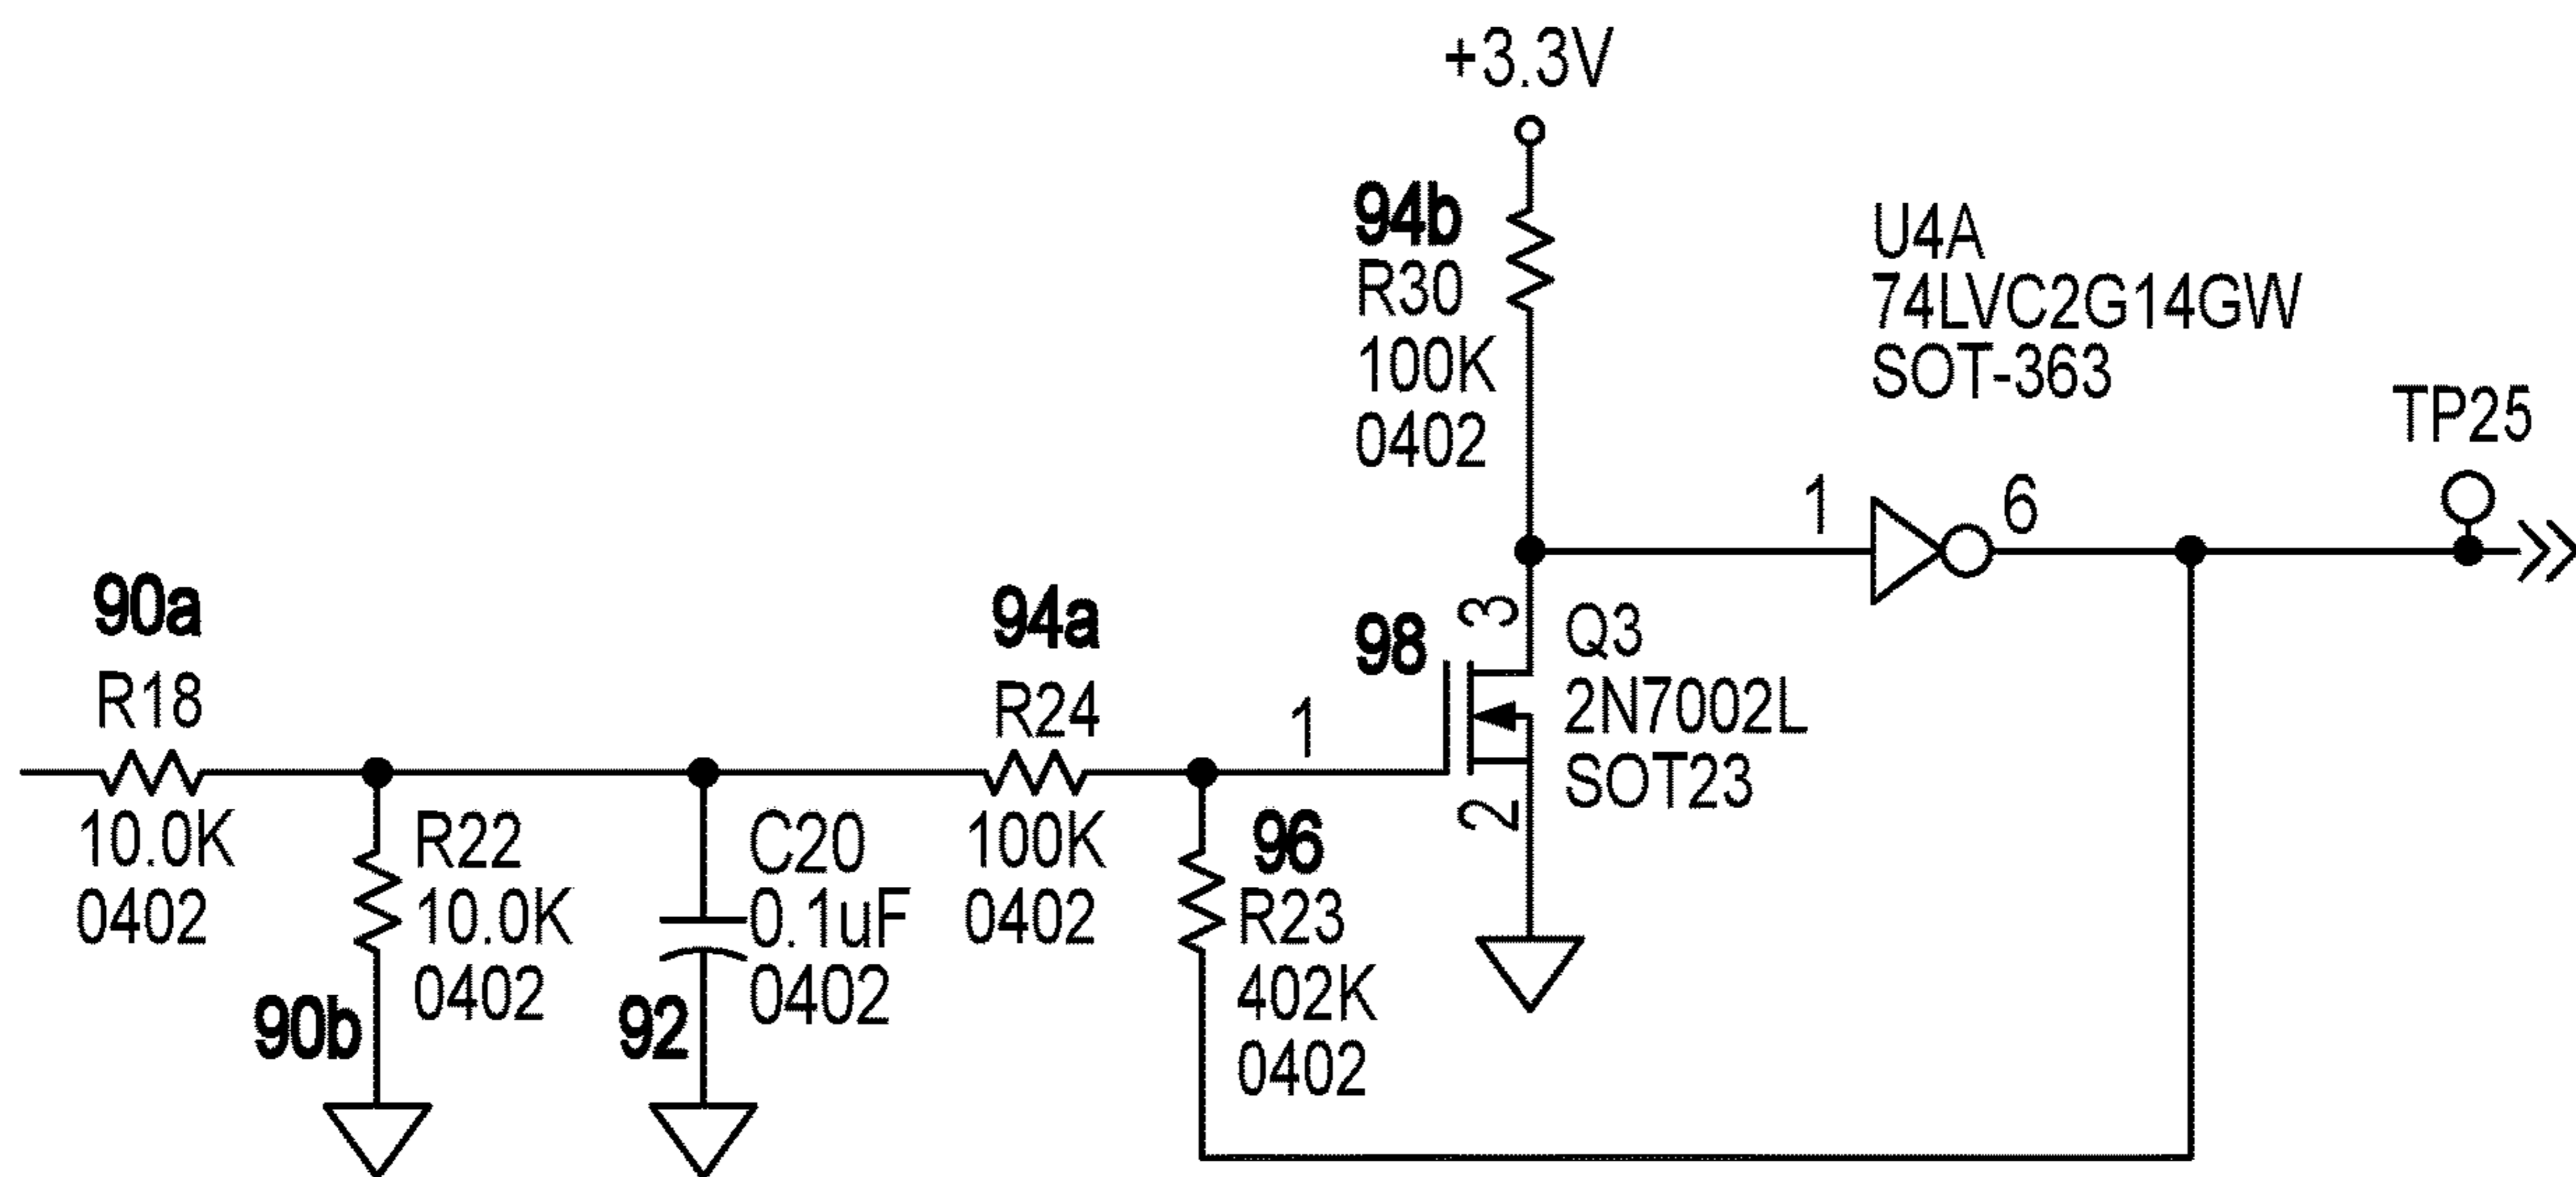 +3.3V
94b
R30
100K
0402
U4A
74LVC2G14GW
SOT-363
TP25
1
6
90a
R18
10.0K
0402
R22
10.0K
0402
90b
C20
0.1uF
0402
92
94a
R24
100K
0402
1
98
3
2
Q3
2N7002L
SOT23
96
R23
402K
0402